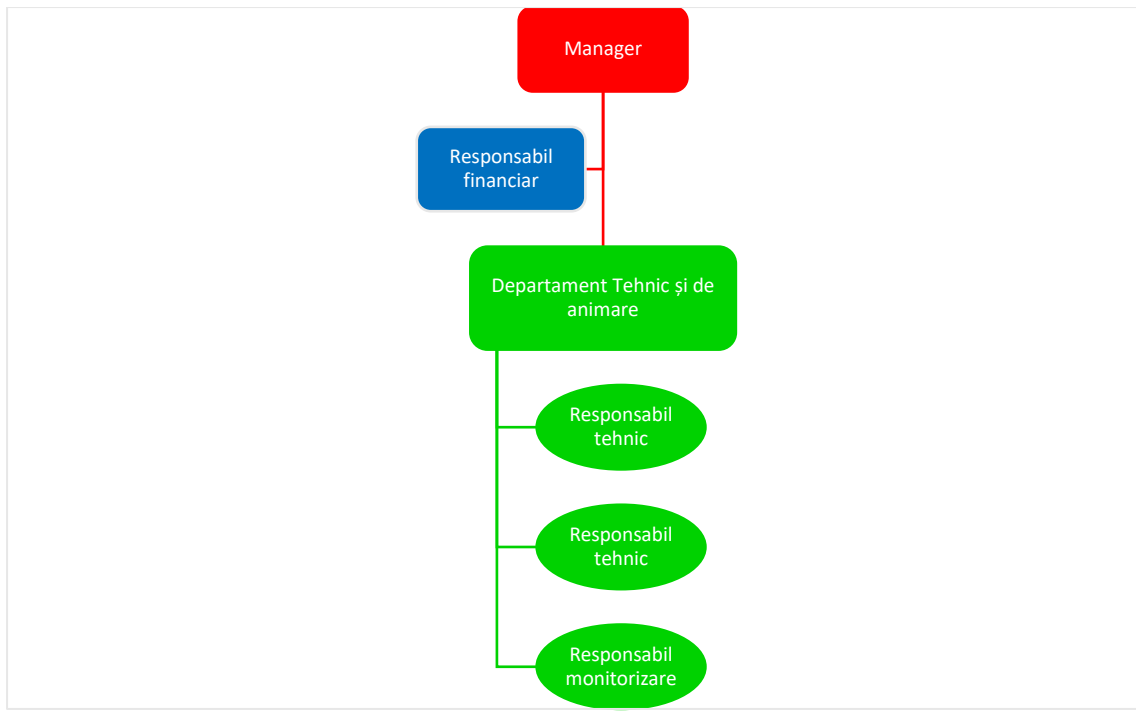 Manager
Responsabil
financiar
Departament Tehnic și de
animare
Responsabil
tehnic
Responsabil
tehnic
Responsabil
monitorizare